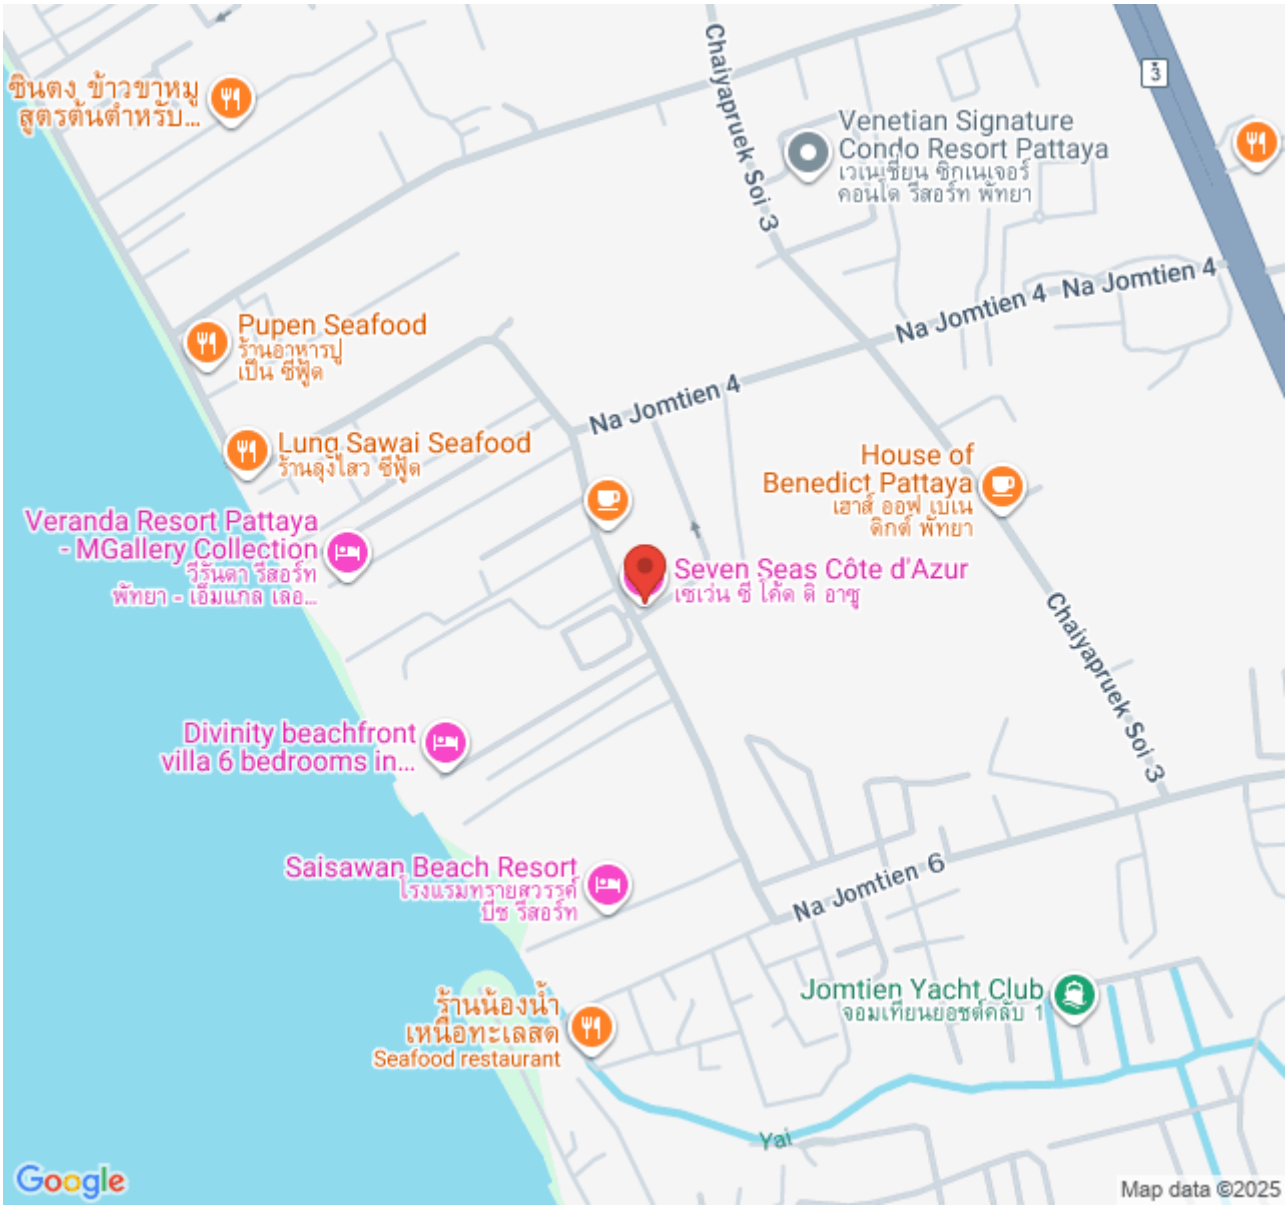 ชินตง ข้าวขาหมู
สูตรต้นตำหรับ...
Chaiyapruek Soi 3
3
Venetian Signature
Condo Resort Pattaya
เวเนเชี่ยน ซิกเนเจอร์
คอนโด รีสอร์ท พัทยา
Na Jomtien 4
Na Jomtien 4
Pupen Seafood
ร้านอาหารปู
เป็น ซีฟู้ด
Na Jomtien 4
Lung Sawai Seafood
ร้านลุงไสว ซีฟู้ด
House of
Benedict Pattaya
เฮาส์ ออฟ เบเน
ดิกต์ พัทยา
Veranda Resort Pattaya
- MGallery Collection
วีรันดา รีสอร์ท
พัทยา - เอ็มแกล เลอ...
Seven Seas Côte d'Azur
เซเว่น ซี โค้ด ดิ อาซู
Chaiyapruek Soi 3
Divinity beachfront
villa 6 bedrooms in...
Saisawan Beach Resort
โรงแรมทรายสวรรค์
บีช รีสอร์ท
Na Jomtien 6
Jomtien Yacht Club
จอมเทียนยอชต์คลับ 1
ร้านน้องน้ำ
เหนือทะเลสด
Seafood restaurant
Yai
Google
Map data ©2025